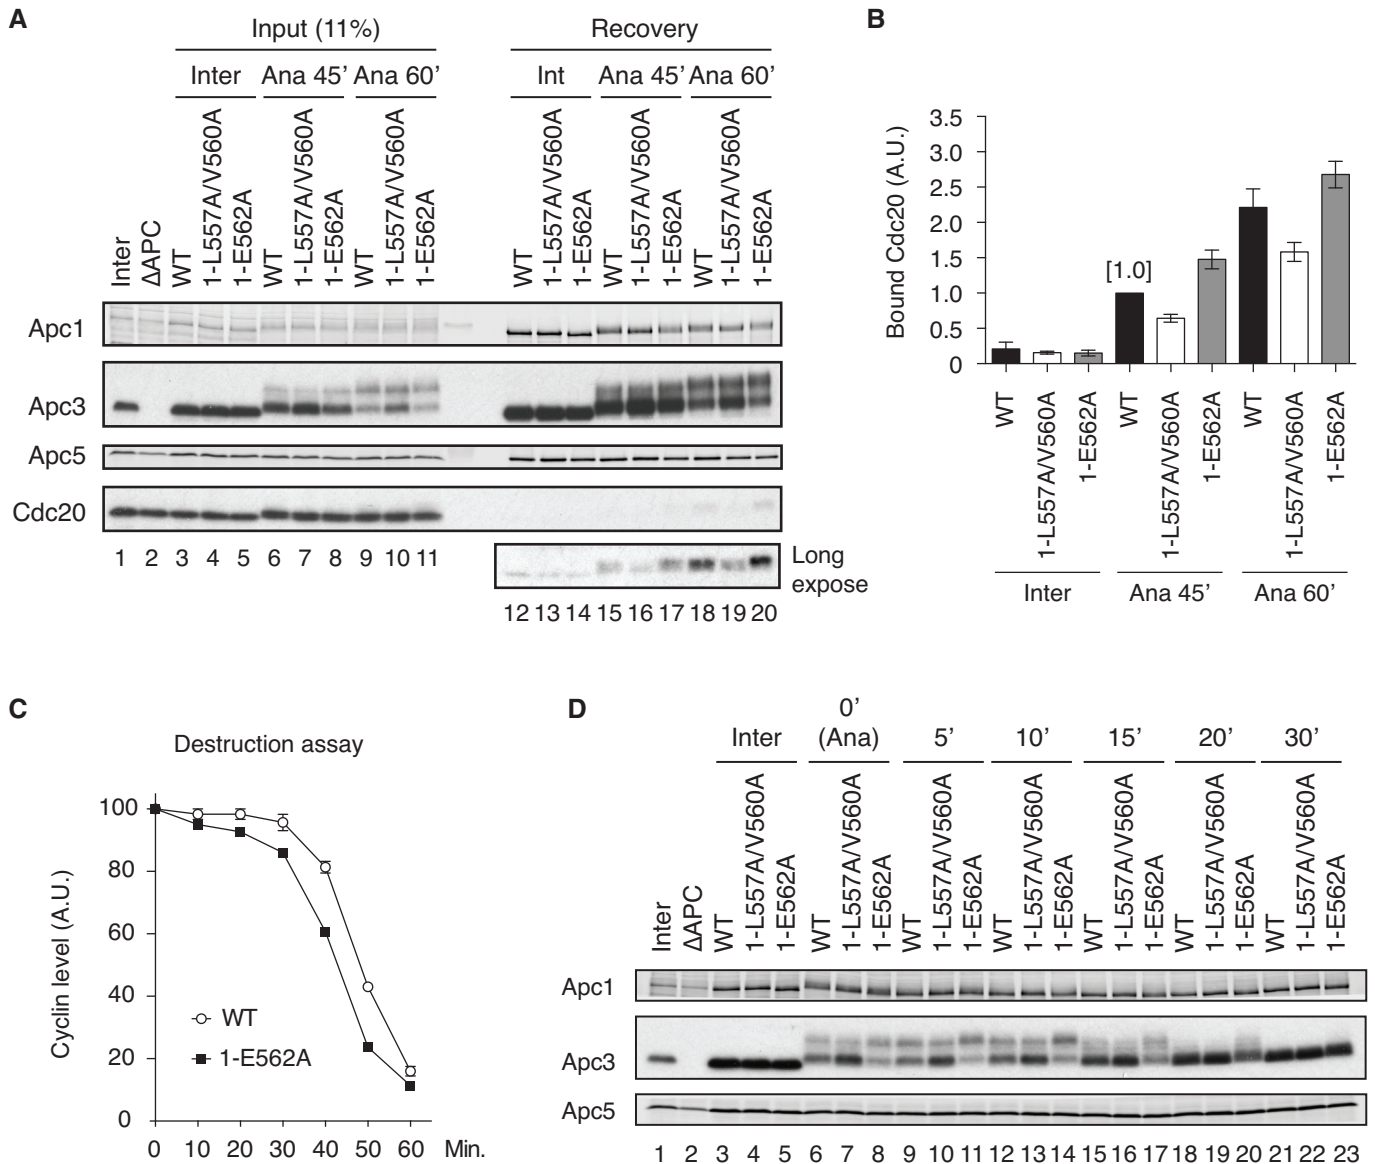 A
Input (11%)
Recovery
Inter
Ana 45’
Ana 60’
Int
Ana 45’
Ana 60’
Inter
ΔAPC
WT
1-L557A/V560A
1-E562A
WT
1-L557A/V560A
1-E562A
WT
1-L557A/V560A
1-E562A
WT
1-L557A/V560A
1-E562A
WT
1-L557A/V560A
1-E562A
WT
1-L557A/V560A
1-E562A
Apc1
Apc3
Apc5
Cdc20
1 2 3 4 5 6 7 8 9 10 11
Long
expose
12 13 14 15 16 17 18 19 20
B
Bound Cdc20 (A.U.)
3.5
3.0
2.5
2.0
1.5
1.0
0.5
0
[1.0]
WT
1-L557A/V560A
1-E562A
WT
1-L557A/V560A
1-E562A
WT
1-L557A/V560A
1-E562A
Inter
Ana 45’
Ana 60’
C
Destruction assay
Cyclin level (A.U.)
100
80
60
40
20
0
WT
1-E562A
0 10 20 30 40 50 60 Min.
D
Inter
0’
(Ana)
5’
10’
15’
20’
30’
Inter
ΔAPC
WT
1-L557A/V560A
1-E562A
WT
1-L557A/V560A
1-E562A
WT
1-L557A/V560A
1-E562A
WT
1-L557A/V560A
1-E562A
WT
1-L557A/V560A
1-E562A
WT
1-L557A/V560A
1-E562A
WT
1-L557A/V560A
1-E562A
Apc1
Apc3
Apc5
1 2 3 4 5 6 7 8 9 10 11 12 13 14 15 16 17 18 19 20 21 22 23